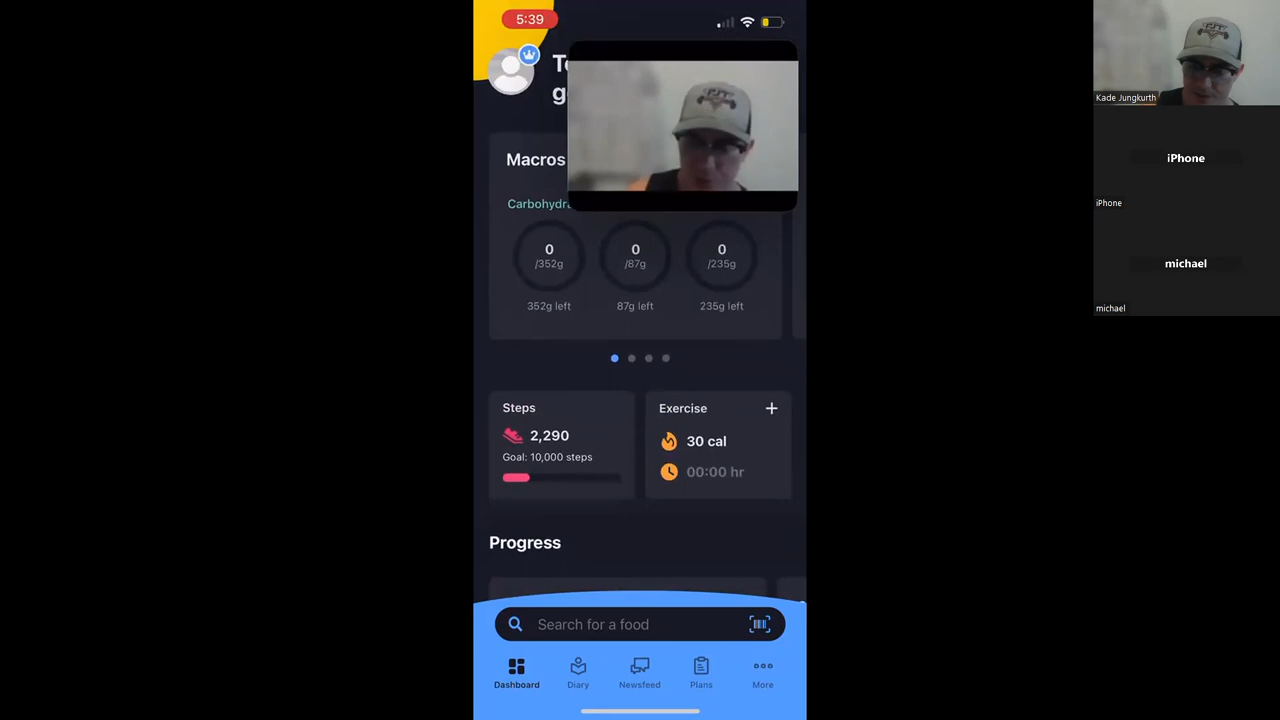 5:39
Macros
Carbohydra
0
/352g
352g left
0
/87g
87g left
0
/235g
235g left
Steps
2,290
Goal: 10,000 steps
Exercise
30 cal
00:00 hr
Progress
Search for a food
Dashboard
Diary
Newsfeed
Plans
More
Kade Jungkurth
iPhone
iPhone
michael
michael